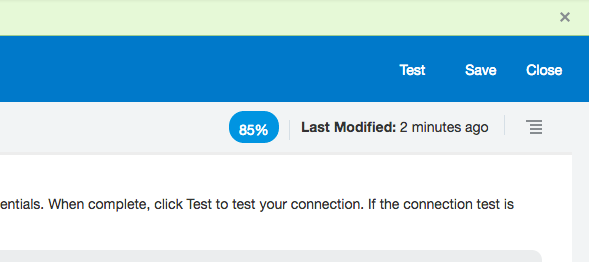 Test Save Close
85% Last Modified: 2 minutes ago
entials. When complete, click Test to test your connection. If the connection test is